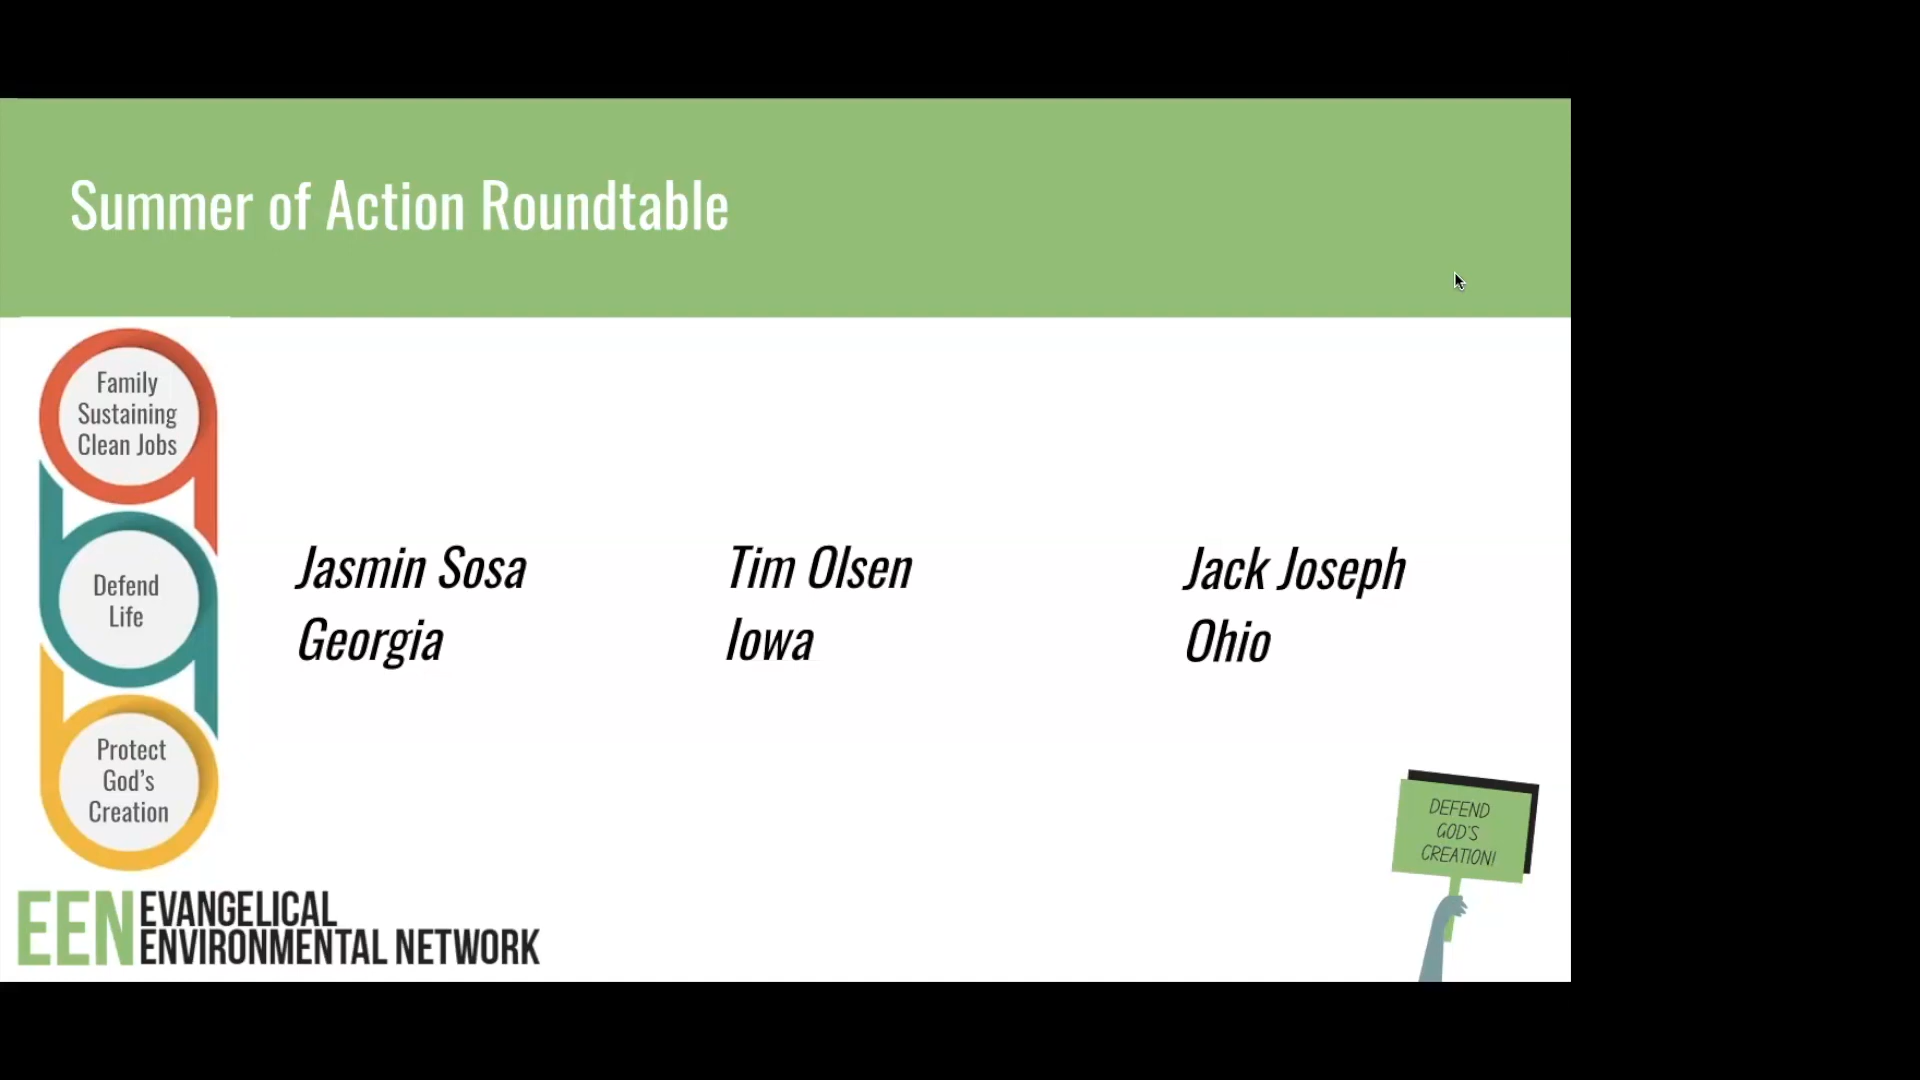 Summer of Action Roundtable
Family
Sustaining
Clean Jobs
Defend
Life
Protect
God's
Creation
Jasmin Sosa
Georgia
Tim Olsen
Iowa
Jack Joseph
Ohio
DEFEND
GOD'S
CREATION!
EEN EVANGELICAL
ENVIRONMENTAL NETWORK